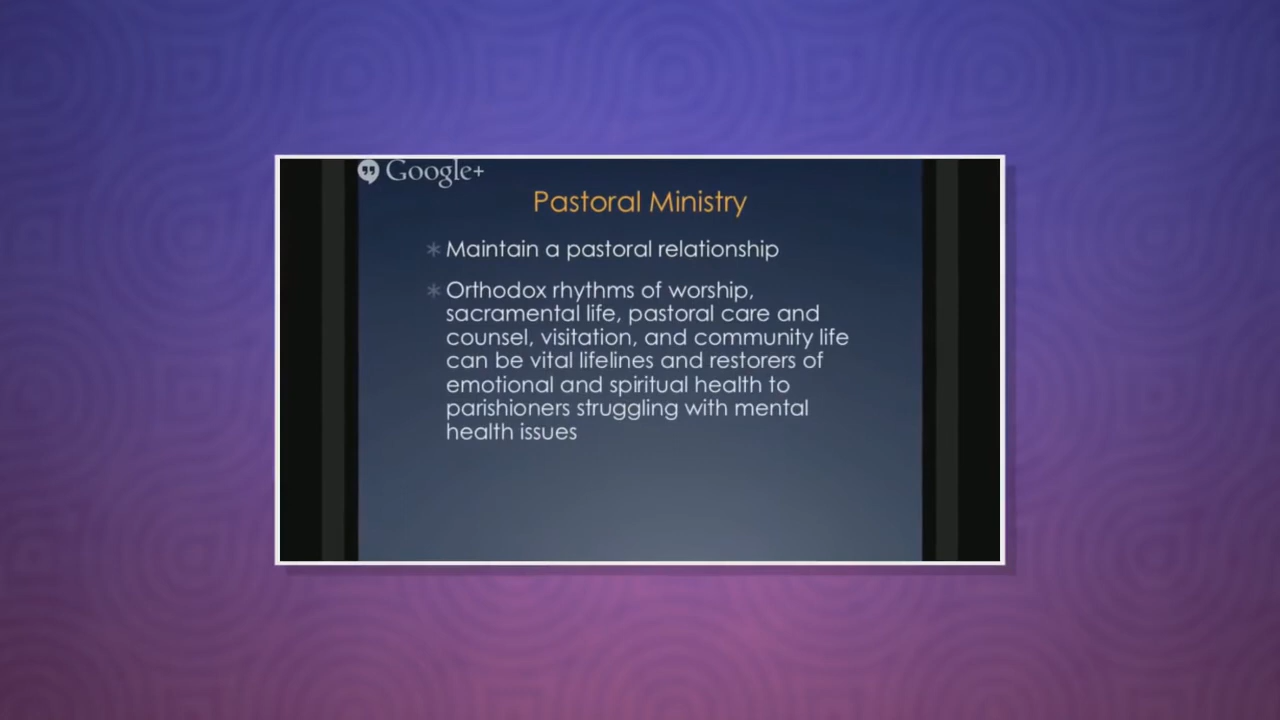 Google+
Pastoral Ministry
* Maintain a pastoral relationship
* Orthodox rhythms of worship,
sacramental life, pastoral care and
counsel, visitation, and community life
can be vital lifelines and restorers of
emotional and spiritual health to
parishioners struggling with mental
health issues